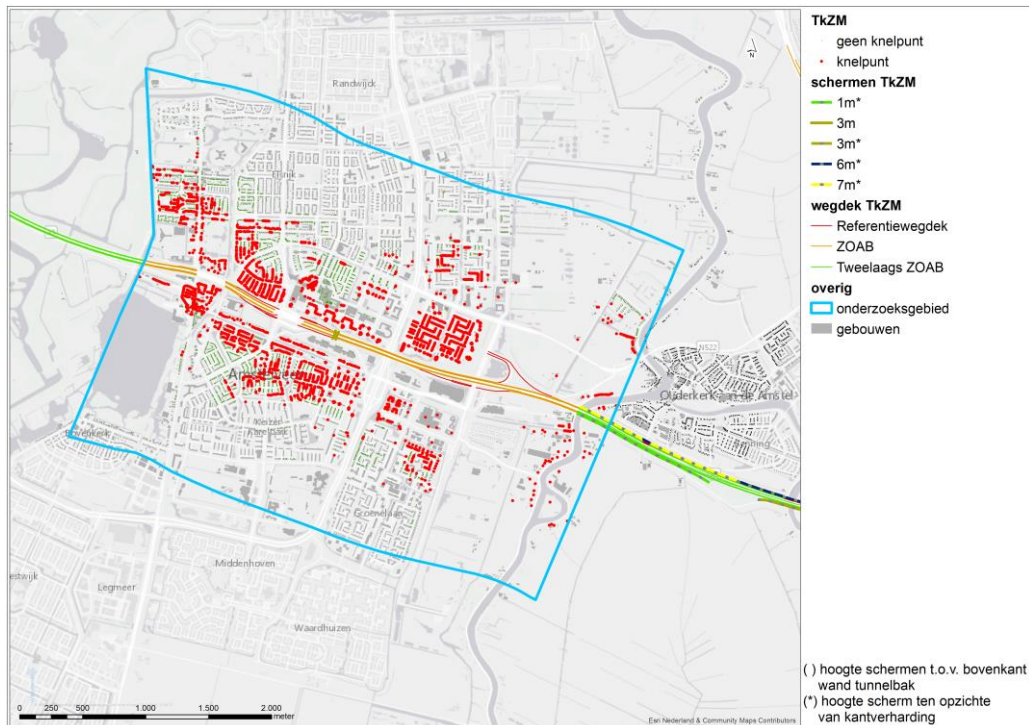 TkZM
geen knelpunt
knelpunt
schermen TkZM
1m*
3m
3m*
6m*
7m*
wegdek TkZM
Referentiewegdek
ZOAB
Tweelaags ZOAB
overig
onderzoeksgebied
gebouwen
( ) hoogte schermen t.o.v. bovenkant
wand tunnelbak
(*) hoogte scherm ten opzichte
van kantverharding
N
Randwijck
Elsrijk
N522
Ouderkerk aan de Amstel
Keizer
Karelpark
Bovenkerk
Groenelaan
Middenhoven
Legmeer
Waardhuizen
0 250 500 1.000 1.500 2.000
meter
Esri Nederland & Community Maps Contributors